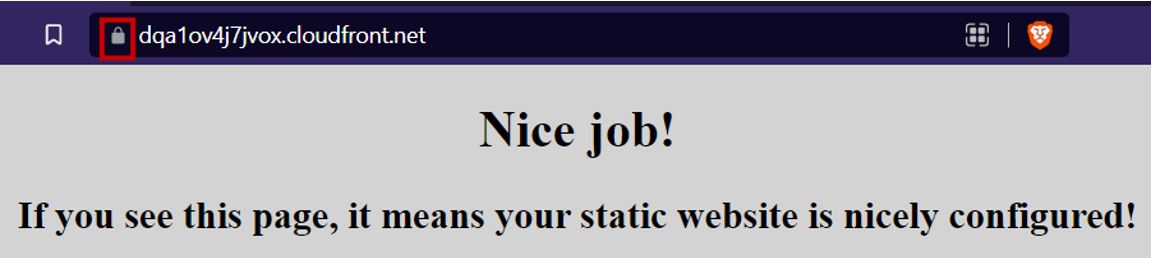 dqa1ov4j7jvox.cloudfront.net
Nice job!
If you see this page, it means your static website is nicely configured!